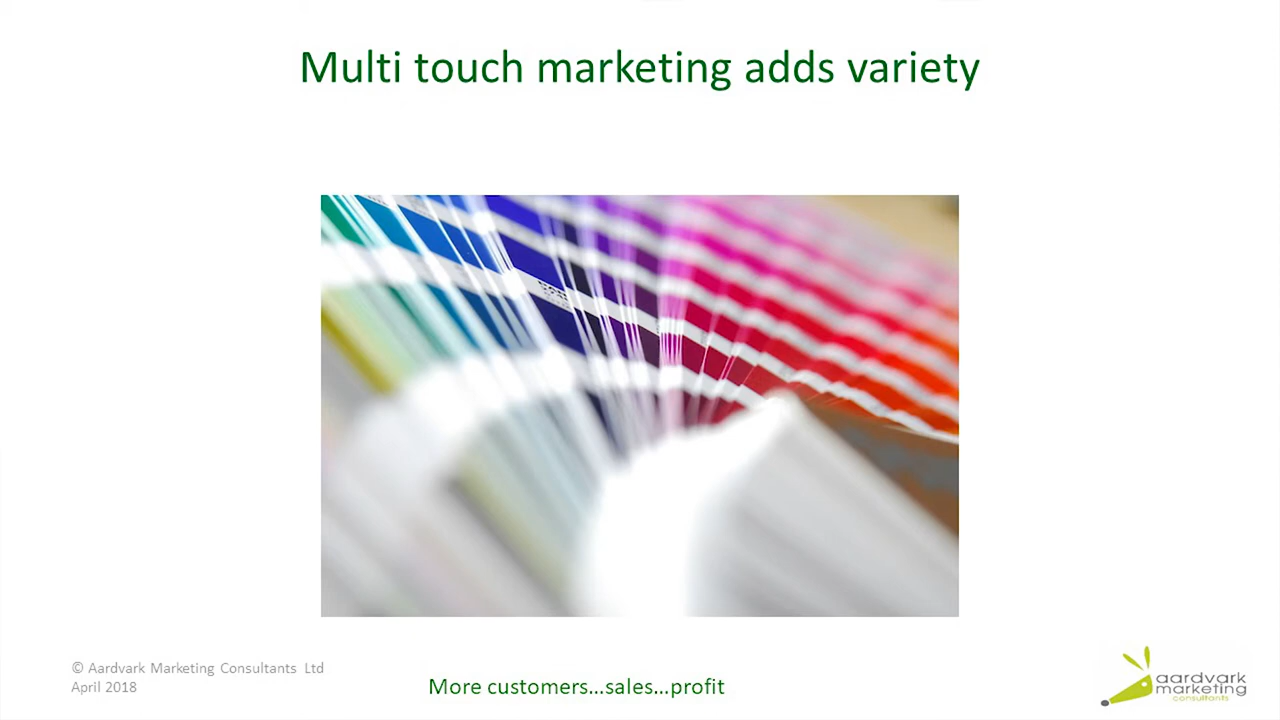 Multi touch marketing adds variety
© Aardvark Marketing Consultants Ltd
April 2018
More customers...sales...profit
aardvark
marketing
consultants